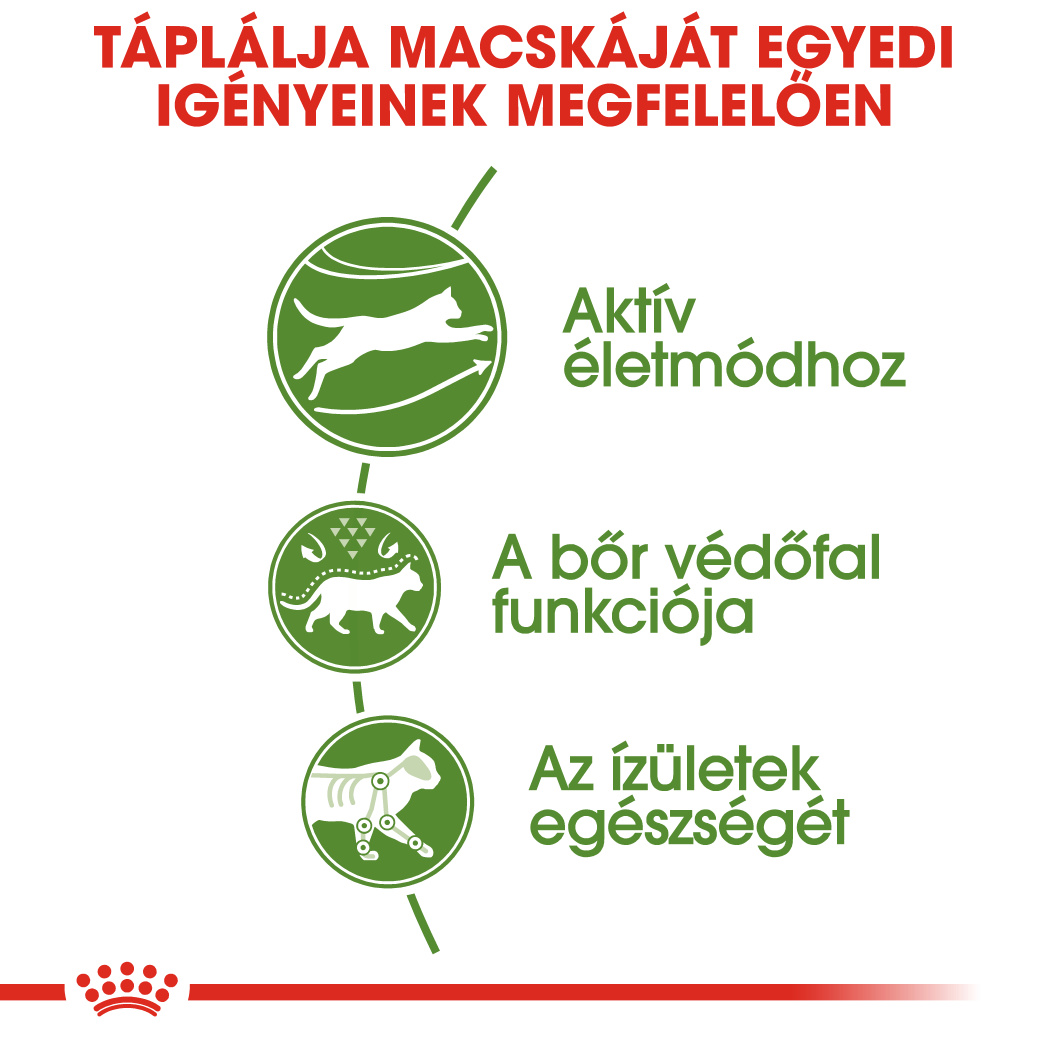 TÁPLÁLJA MACSKÁJÁT EGYEDI
IGÉNYEINEK MEGFELELŐEN
Aktív
életmódhoz
A bőr védőfal
funkciója
Az ízületek
egészségét